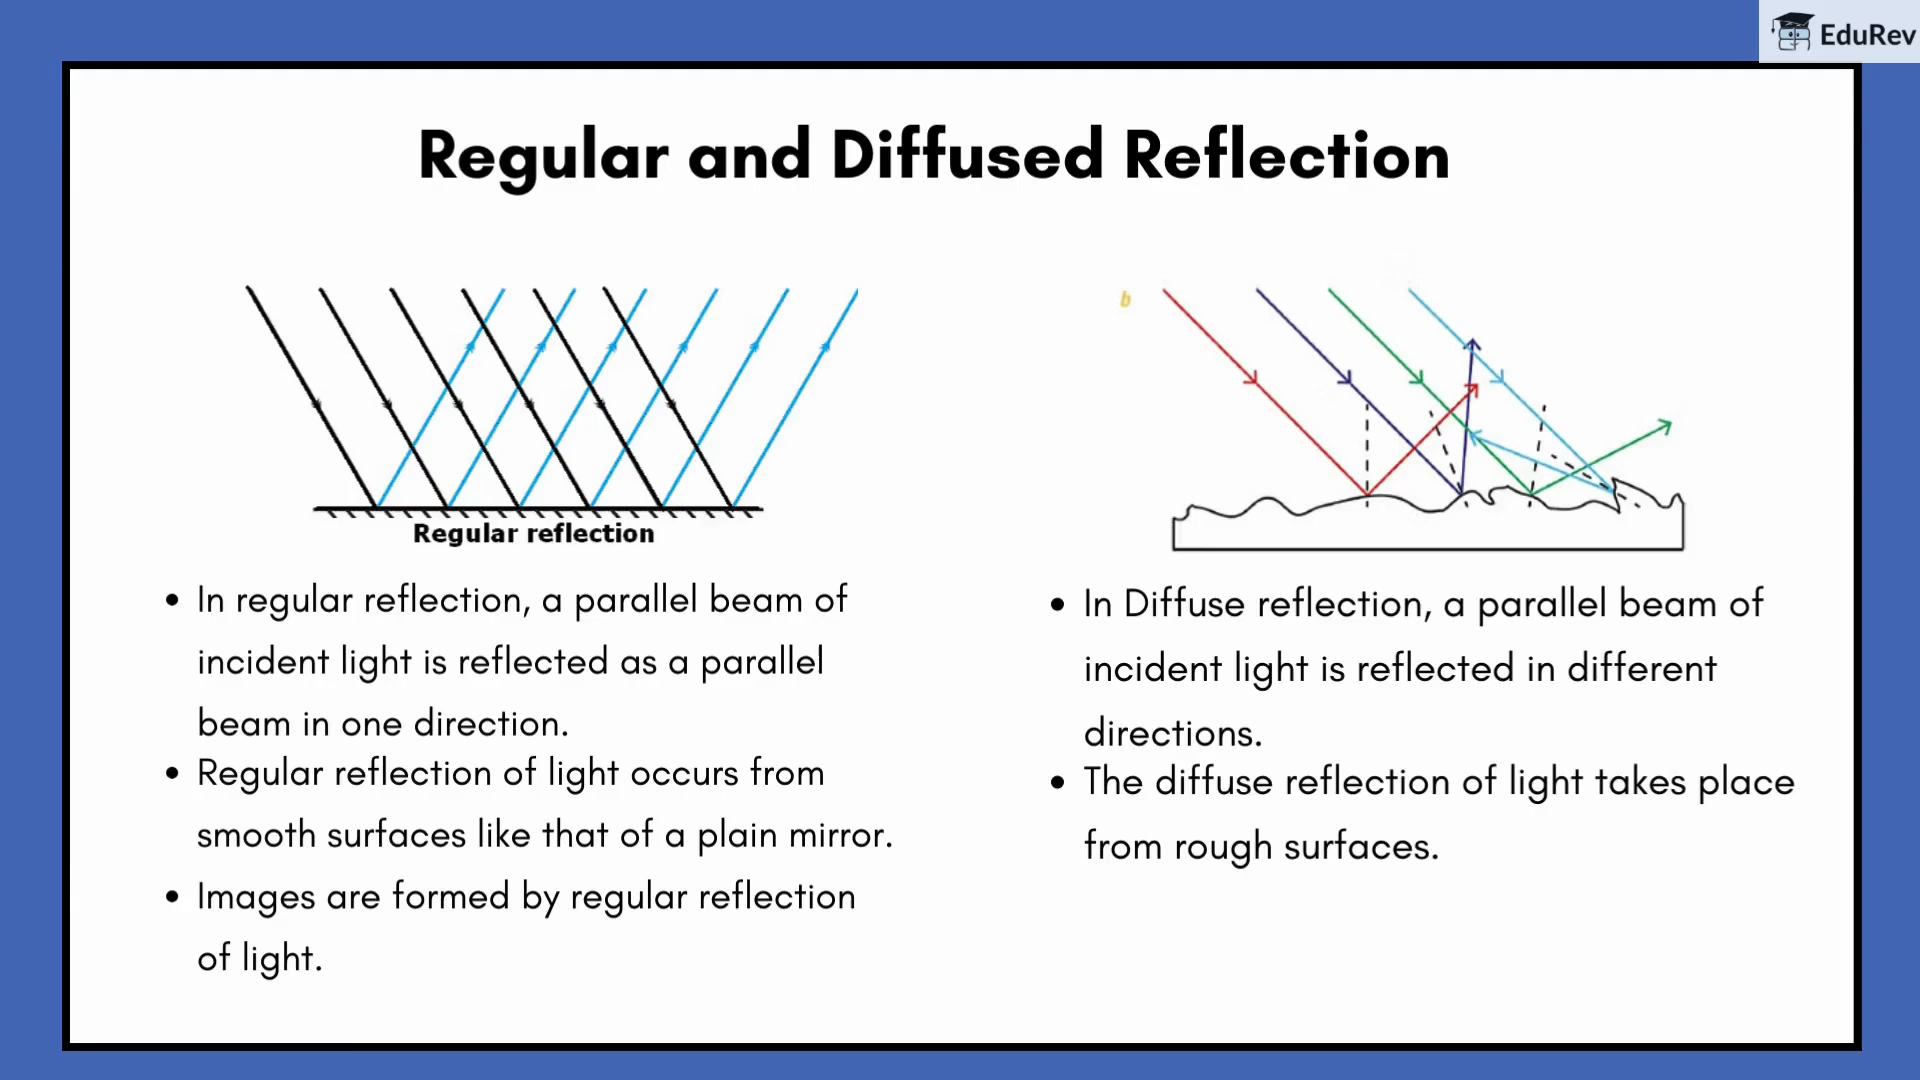 EduRev
Regular and Diffused Reflection
b
Regular reflection
• In regular reflection, a parallel beam of
incident light is reflected as a parallel
beam in one direction.
• Regular reflection of light occurs from
smooth surfaces like that of a plain mirror.
• Images are formed by regular reflection
of light.
• In Diffuse reflection, a parallel beam of
incident light is reflected in different
directions.
• The diffuse reflection of light takes place
from rough surfaces.